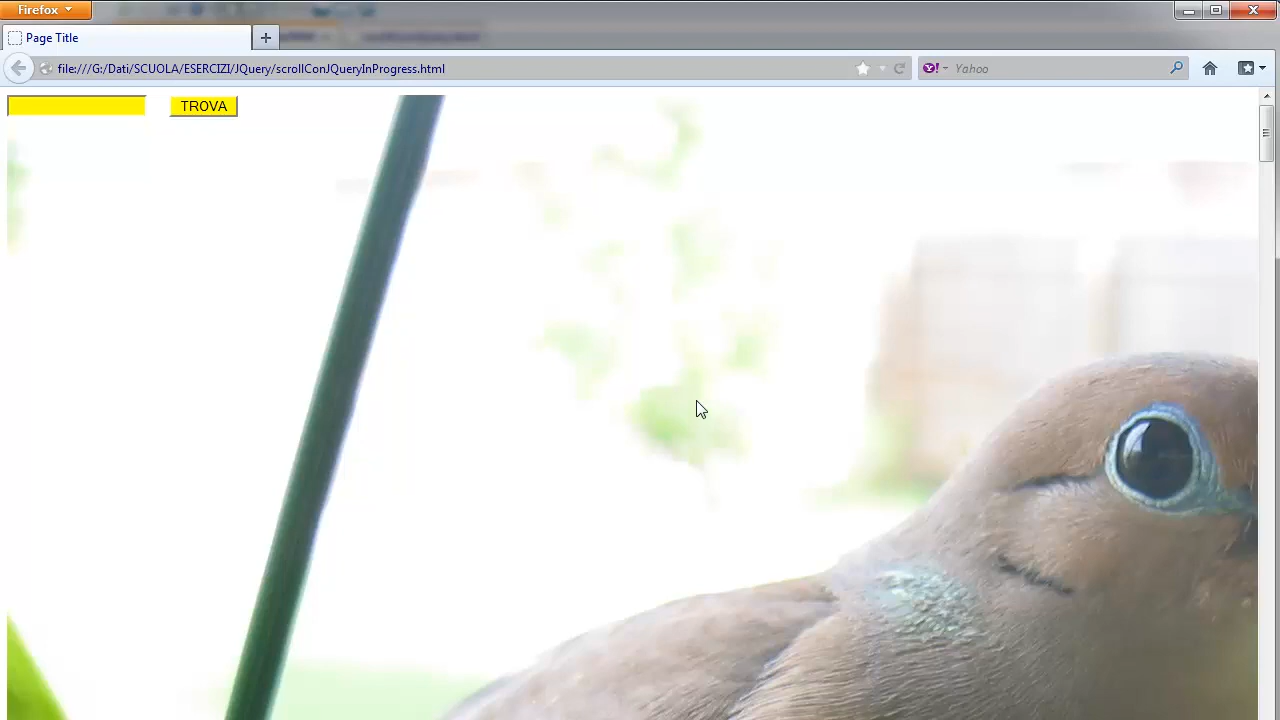 Firefox
Page Title
file:///G:/Dati/SCUOLA/ESERCIZI/JQuery/scrollConJQueryInProgress.html
Yahoo
TROVA